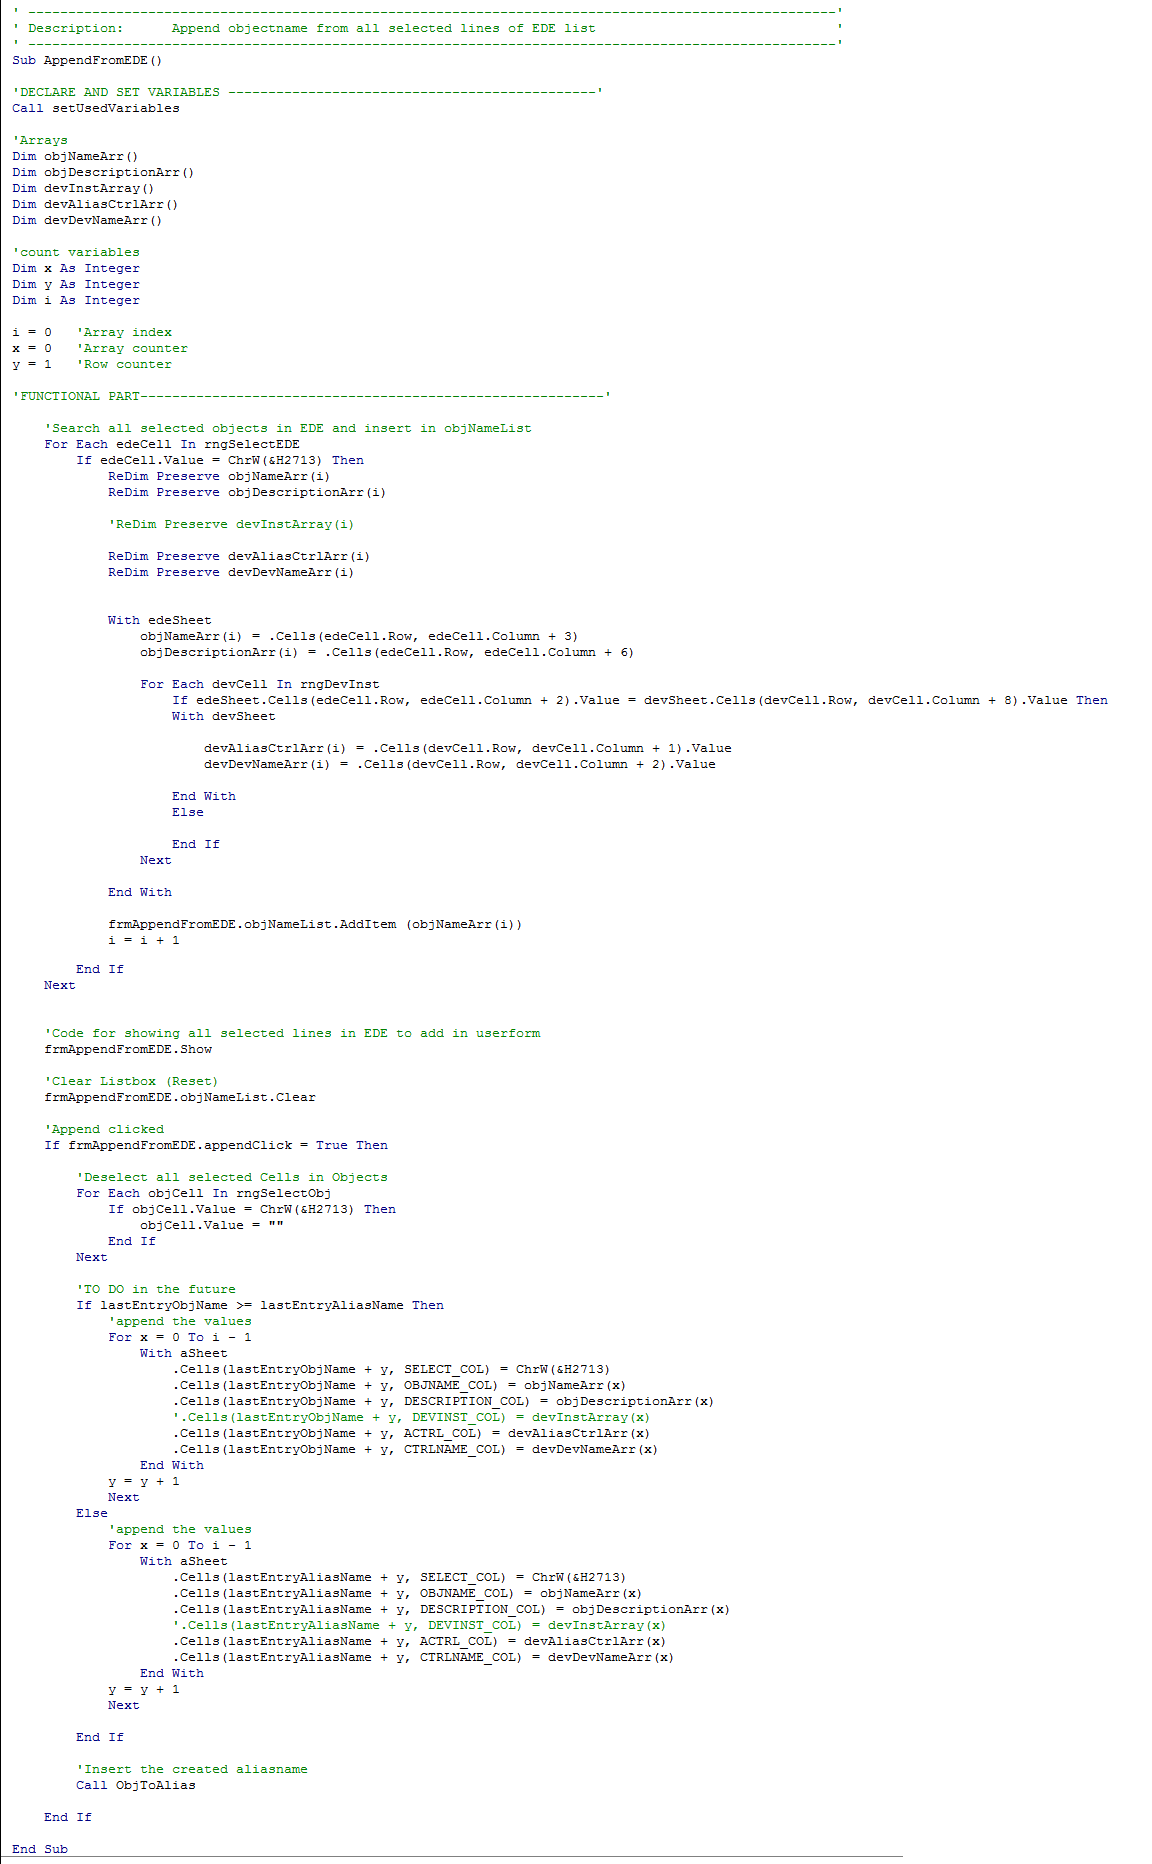 ' -----------------------------------------------------------------------------------------------------'
' Description:      Append objectname from all selected lines of EDE list                              '
' -----------------------------------------------------------------------------------------------------'
Sub AppendFromEDE()
'DECLARE AND SET VARIABLES ----------------------------------------------'
Call setUsedVariables
'Arrays
Dim objNameArr()
Dim objDescriptionArr()
Dim devInstArray()
Dim devAliasCtrlArr()
Dim devDevNameArr()
'count variables
Dim x As Integer
Dim y As Integer
Dim i As Integer
i = 0   'Array index
x = 0   'Array counter
y = 1   'Row counter
'FUNCTIONAL PART----------------------------------------------------------'
    'Search all selected objects in EDE and insert in objNameList
    For Each edeCell In rngSelectEDE
        If edeCell.Value = ChrW(&H2713) Then
            ReDim Preserve objNameArr(i)
            ReDim Preserve objDescriptionArr(i)
            'ReDim Preserve devInstArray(i)
            ReDim Preserve devAliasCtrlArr(i)
            ReDim Preserve devDevNameArr(i)
            With edeSheet
                objNameArr(i) = .Cells(edeCell.Row, edeCell.Column + 3)
                objDescriptionArr(i) = .Cells(edeCell.Row, edeCell.Column + 6)
                For Each devCell In rngDevInst
                    If edeSheet.Cells(edeCell.Row, edeCell.Column + 2).Value = devSheet.Cells(devCell.Row, devCell.Column + 8).Value Then
                    With devSheet
                        devAliasCtrlArr(i) = .Cells(devCell.Row, devCell.Column + 1).Value
                        devDevNameArr(i) = .Cells(devCell.Row, devCell.Column + 2).Value
                    End With
                    Else
                    End If
                Next
            End With
            frmAppendFromEDE.objNameList.AddItem (objNameArr(i))
            i = i + 1
        End If
    Next
    'Code for showing all selected lines in EDE to add in userform
    frmAppendFromEDE.Show
    'Clear Listbox (Reset)
    frmAppendFromEDE.objNameList.Clear
    'Append clicked
    If frmAppendFromEDE.appendClick = True Then
        'Deselect all selected Cells in Objects
        For Each objCell In rngSelectObj
            If objCell.Value = ChrW(&H2713) Then
                objCell.Value = ""
            End If
        Next
        'TO DO in the future
        If lastEntryObjName >= lastEntryAliasName Then
            'append the values
            For x = 0 To i - 1
                With aSheet
                    .Cells(lastEntryObjName + y, SELECT_COL) = ChrW(&H2713)
                    .Cells(lastEntryObjName + y, OBJNAME_COL) = objNameArr(x)
                    .Cells(lastEntryObjName + y, DESCRIPTION_COL) = objDescriptionArr(x)
                    '.Cells(lastEntryObjName + y, DEVINST_COL) = devInstArray(x)
                    .Cells(lastEntryObjName + y, ACTRL_COL) = devAliasCtrlArr(x)
                    .Cells(lastEntryObjName + y, CTRLNAME_COL) = devDevNameArr(x)
                End With
            y = y + 1
            Next
        Else
            'append the values
            For x = 0 To i - 1
                With aSheet
                    .Cells(lastEntryAliasName + y, SELECT_COL) = ChrW(&H2713)
                    .Cells(lastEntryAliasName + y, OBJNAME_COL) = objNameArr(x)
                    .Cells(lastEntryAliasName + y, DESCRIPTION_COL) = objDescriptionArr(x)
                    '.Cells(lastEntryAliasName + y, DEVINST_COL) = devInstArray(x)
                    .Cells(lastEntryAliasName + y, ACTRL_COL) = devAliasCtrlArr(x)
                    .Cells(lastEntryAliasName + y, CTRLNAME_COL) = devDevNameArr(x)
                End With
            y = y + 1
            Next
        End If
        'Insert the created aliasname
        Call ObjToAlias
    End If
End Sub